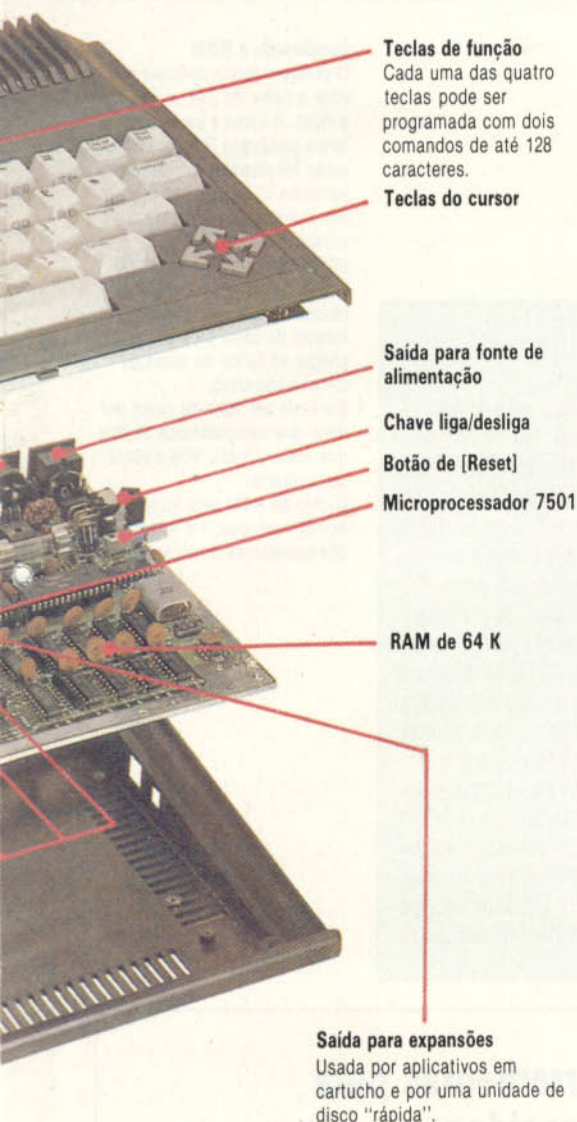 Teclas de função
Cada uma das quatro
teclas pode ser
programada com dois
comandos de até 128
caracteres.
Teclas do cursor
Saída para fonte de
alimentação
Chave liga/desliga
Botão de [Reset]
Microprocessador 7501
RAM de 64 K
Saída para expansões
Usada por aplicativos em
cartucho e por uma unidade de
disco "rápida".